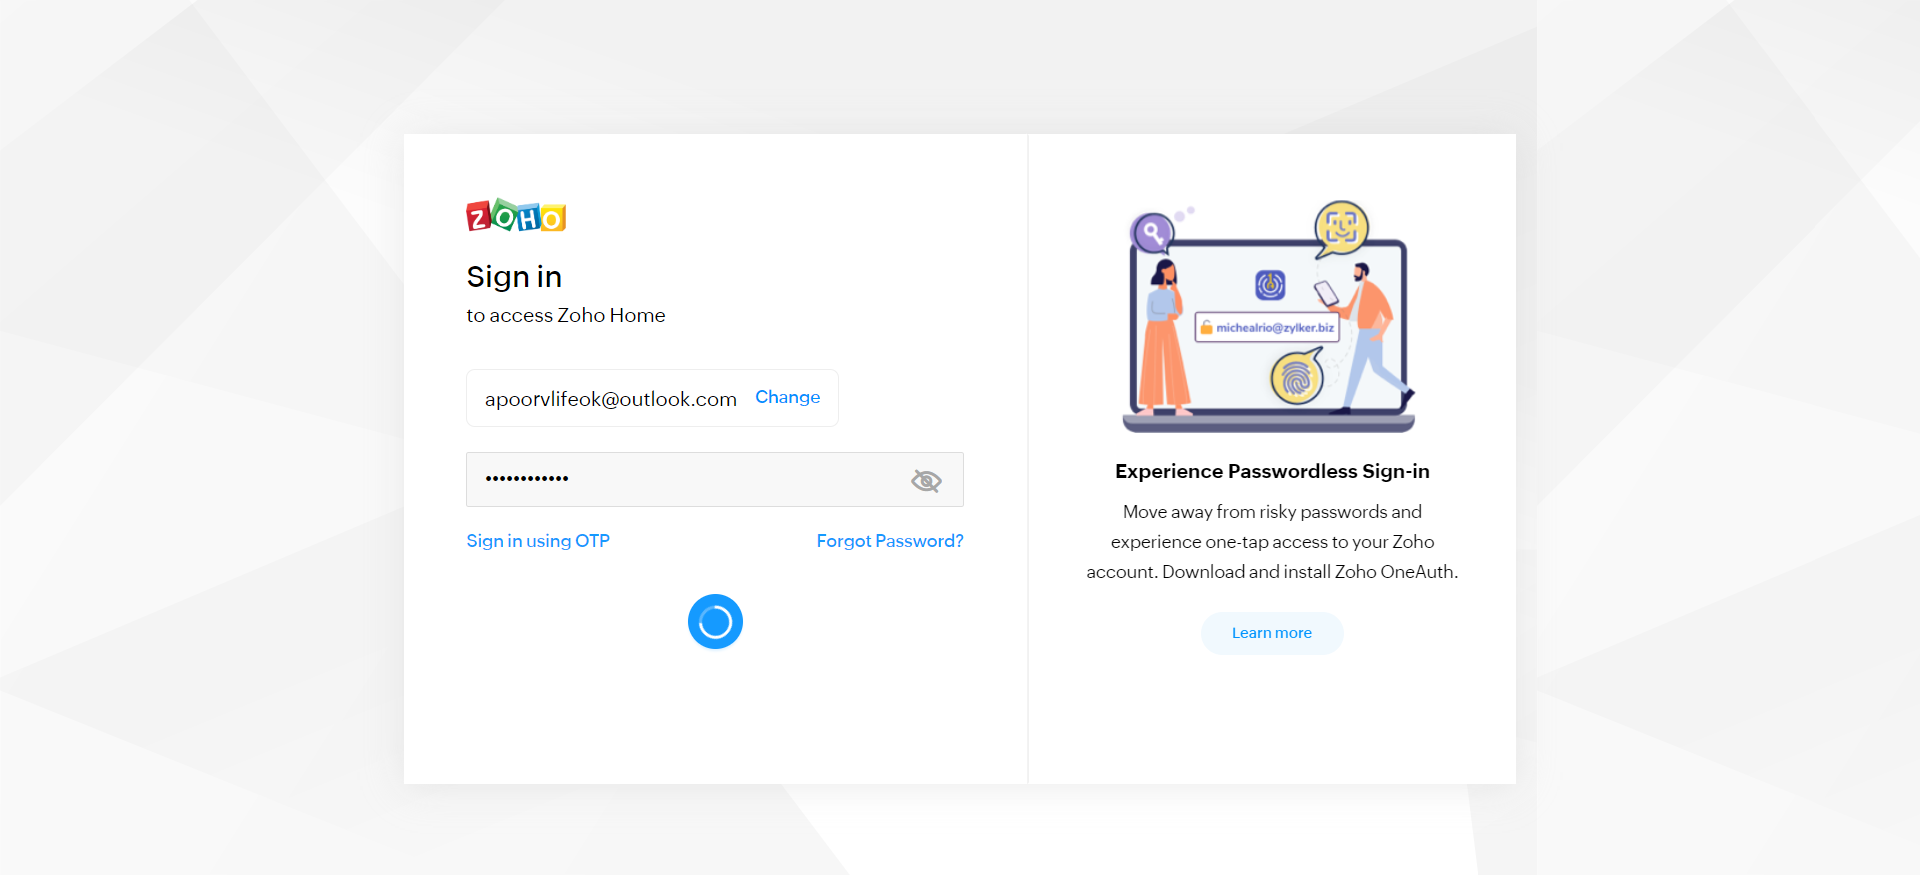 ZOHO
Sign in
to access Zoho Home
apoorvlifeok@outlook.com Change
••••••••••••
Sign in using OTP Forgot Password?
michealrio@zylker.biz
Experience Passwordless Sign-in
Move away from risky passwords and
experience one-tap access to your Zoho
account. Download and install Zoho OneAuth.
Learn more